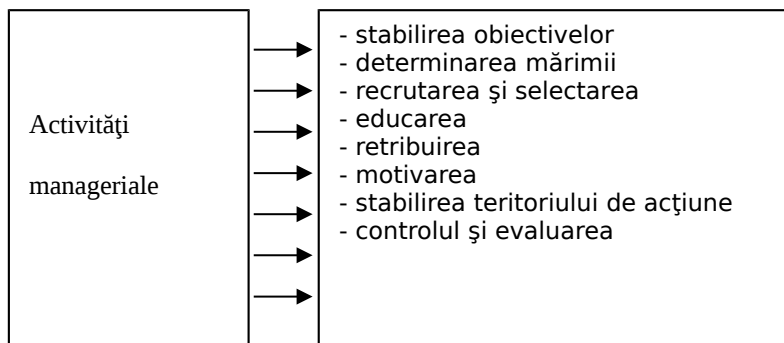 Activităţi
manageriale
- stabilirea obiectivelor
- determinarea mărimii
- recrutarea şi selectarea
- educarea
- retribuirea
- motivarea
- stabilirea teritoriului de acţiune
- controlul şi evaluarea